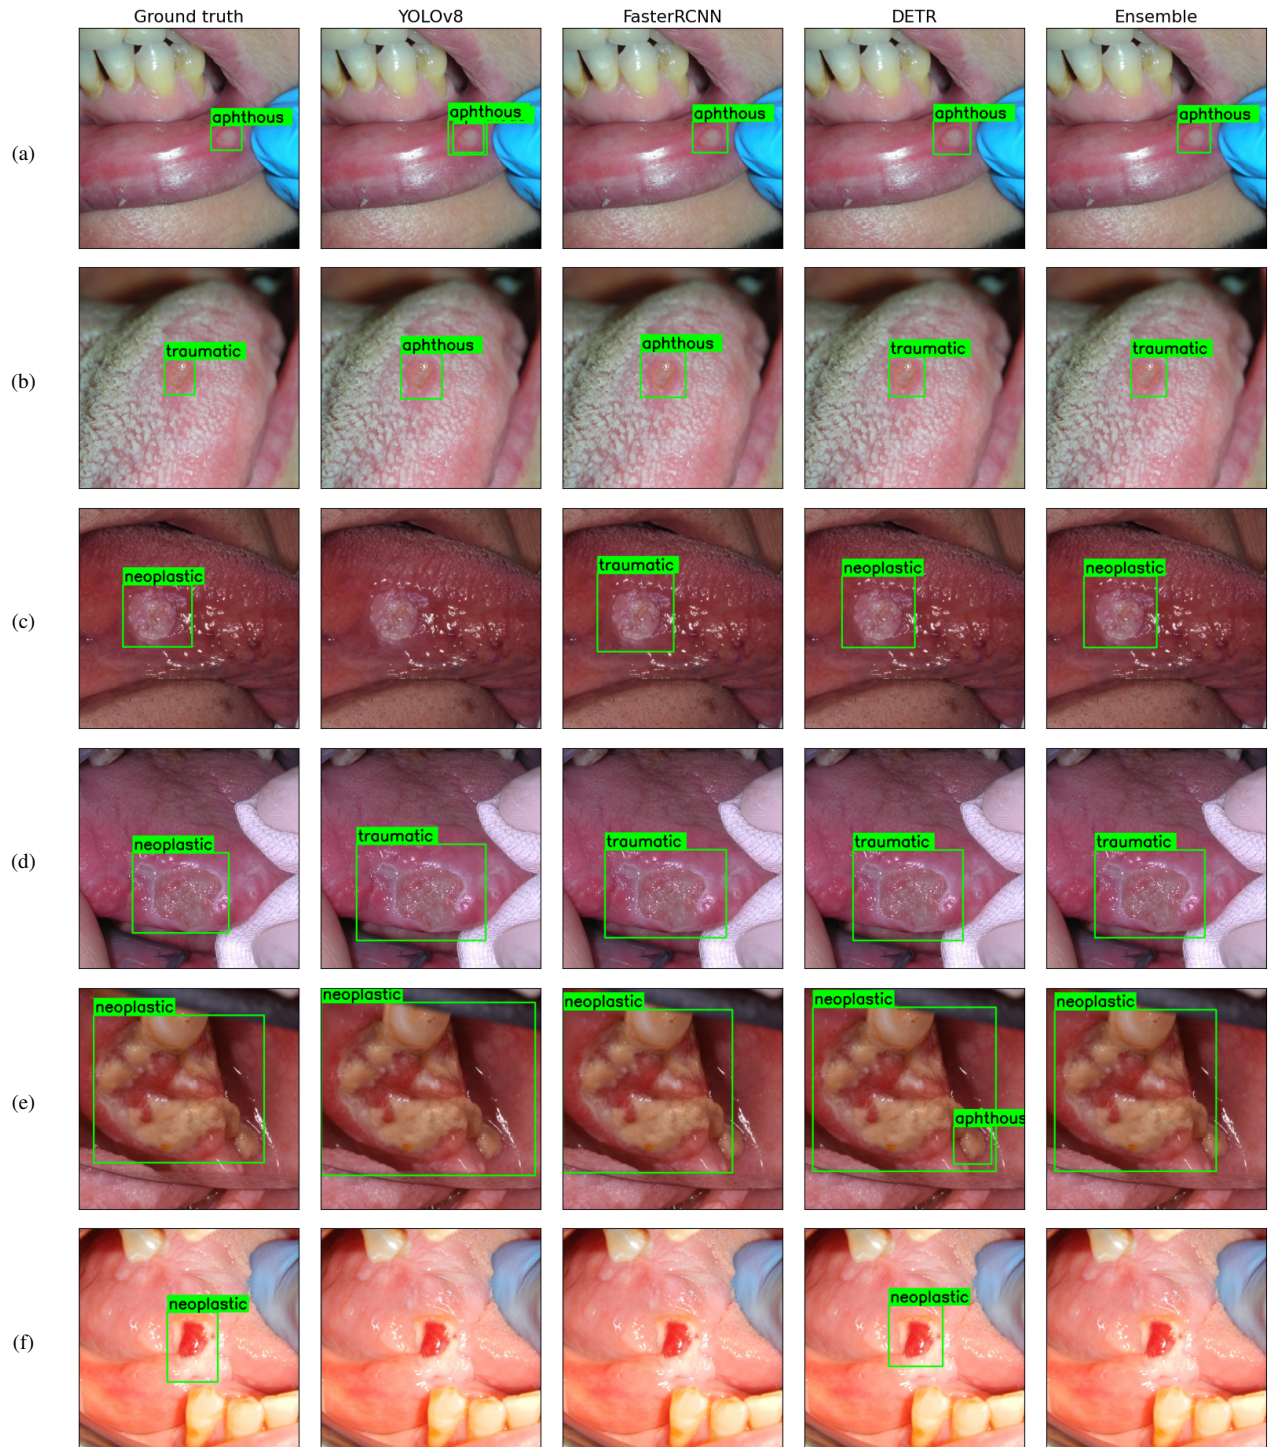 Ground truth YOLOv8 FasterRCNN DETR Ensemble
(a) aphthous aphthous aphthous aphthous aphthous
(b) traumatic aphthous aphthous traumatic traumatic
(c) neoplastic traumatic neoplastic neoplastic
(d) neoplastic traumatic traumatic traumatic traumatic
(e) neoplastic neoplastic neoplastic neoplastic neoplastic
aphthous
(f) neoplastic neoplastic